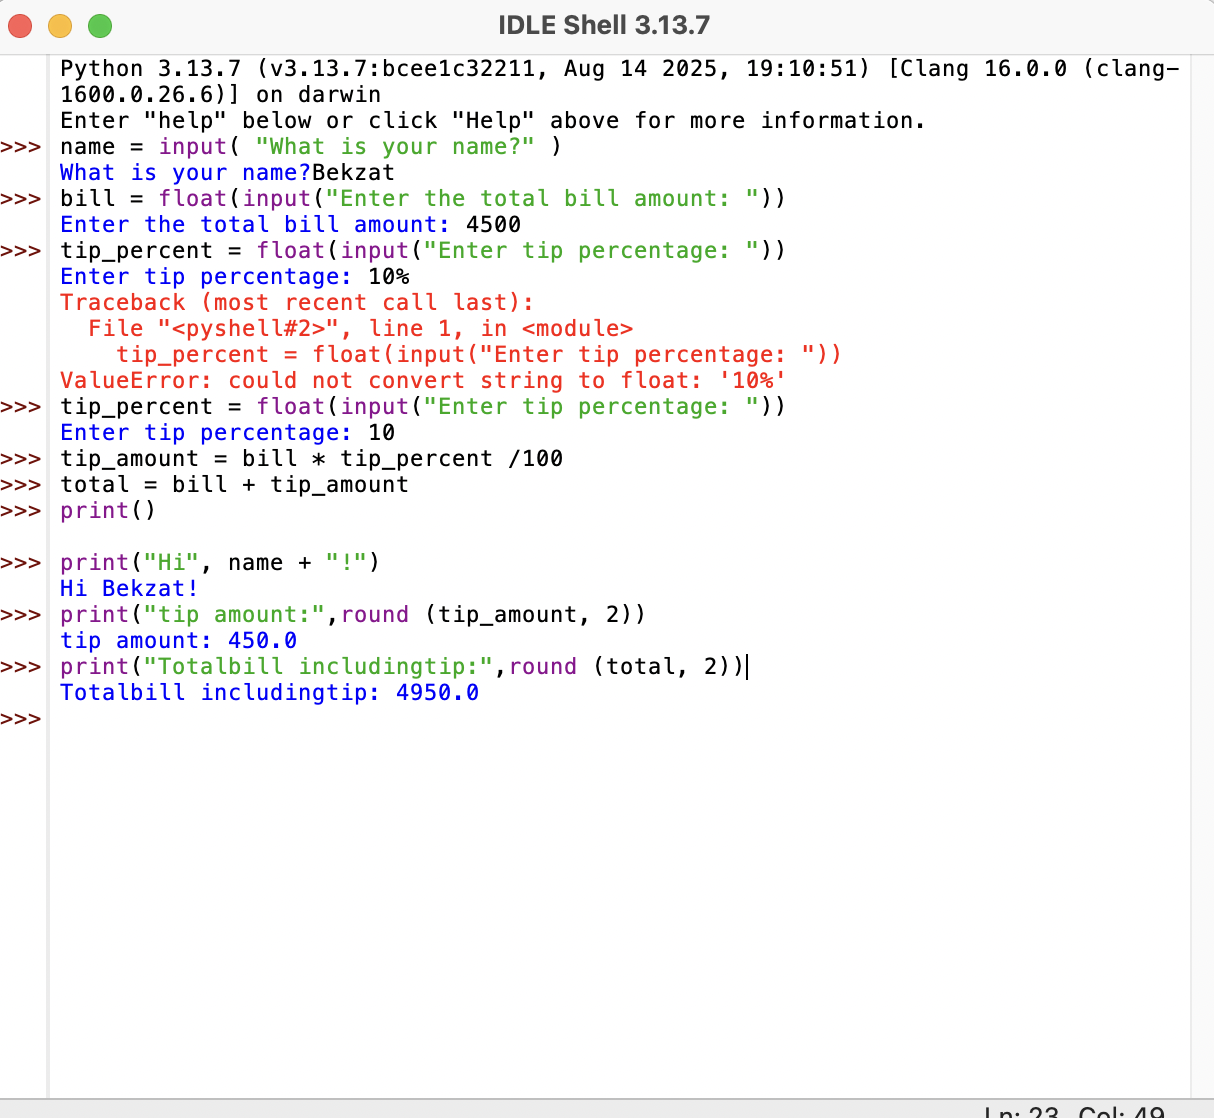 IDLE Shell 3.13.7
Python 3.13.7 (v3.13.7:bcee1c32211, Aug 14 2025, 19:10:51) [Clang 16.0.0 (clang-
1600.0.26.6)] on darwin
Enter "help" below or click "Help" above for more information.
>>> name = input( "What is your name?" )
What is your name?Bekzat
>>> bill = float(input("Enter the total bill amount: "))
Enter the total bill amount: 4500
>>> tip_percent = float(input("Enter tip percentage: "))
Enter tip percentage: 10%
Traceback (most recent call last):
  File "<pyshell#2>", line 1, in <module>
    tip_percent = float(input("Enter tip percentage: "))
ValueError: could not convert string to float: '10%'
>>> tip_percent = float(input("Enter tip percentage: "))
Enter tip percentage: 10
>>> tip_amount = bill * tip_percent /100
>>> total = bill + tip_amount
>>> print()
>>> print("Hi", name + "!")
Hi Bekzat!
>>> print("tip amount:",round (tip_amount, 2))
tip amount: 450.0
>>> print("Totalbill includingtip:",round (total, 2))
Totalbill includingtip: 4950.0
>>>
Ln: 23 Col: 49